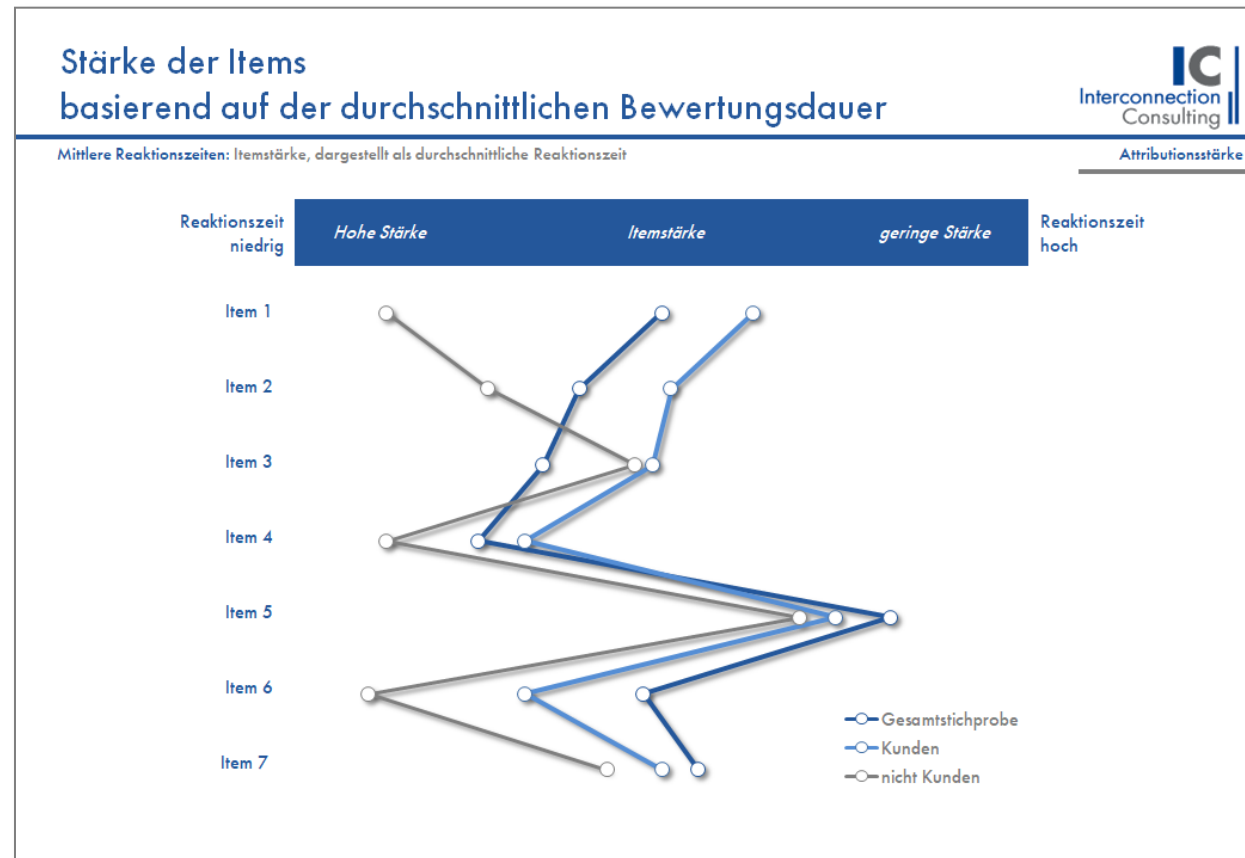 Stärke der Items
basierend auf der durchschnittlichen Bewertungsdauer
IC
Interconnection
Consulting
Mittlere Reaktionszeiten: Itemstärke, dargestellt als durchschnittliche Reaktionszeit
Attributionsstärke
Reaktionszeit
niedrig
Hohe Stärke
Itemstärke
geringe Stärke
Reaktionszeit
hoch
Item 1
Item 2
Item 3
Item 4
Item 5
Item 6
Item 7
Gesamtstichprobe
Kunden
nicht Kunden